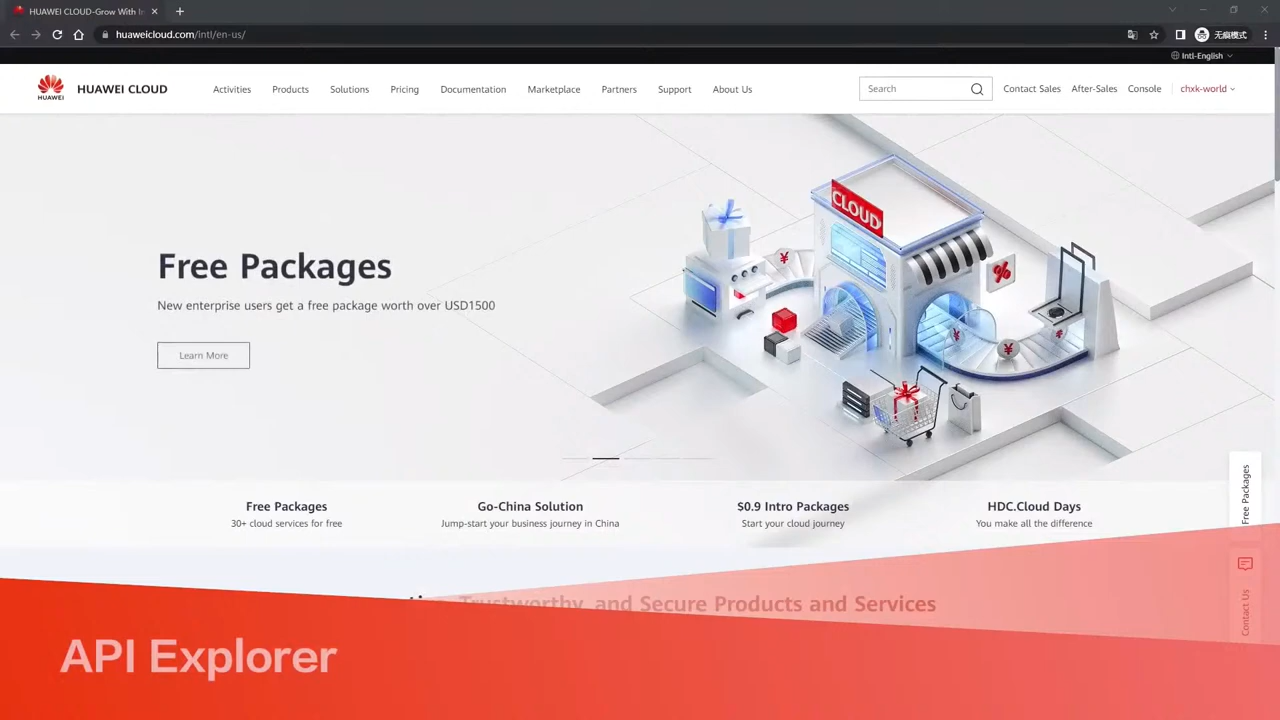 HUAWEI CLOUD-Grow With In
huaweicloud.com/intl/en-us/
无痕模式
Intl-English
HUAWEI
HUAWEI CLOUD
Activities
Products
Solutions
Pricing
Documentation
Marketplace
Partners
Support
About Us
Search
Contact Sales
After-Sales
Console
chxk-world
CLOUD
¥
%
¥
¥
¥
Free Packages
New enterprise users get a free package worth over USD1500
Learn More
Free Packages
30+ cloud services for free
Go-China Solution
Jump-start your business journey in China
$0.9 Intro Packages
Start your cloud journey
HDC.Cloud Days
You make all the difference
Free Packages
Contact Us
Trustworthy, and Secure Products and Services
API Explorer